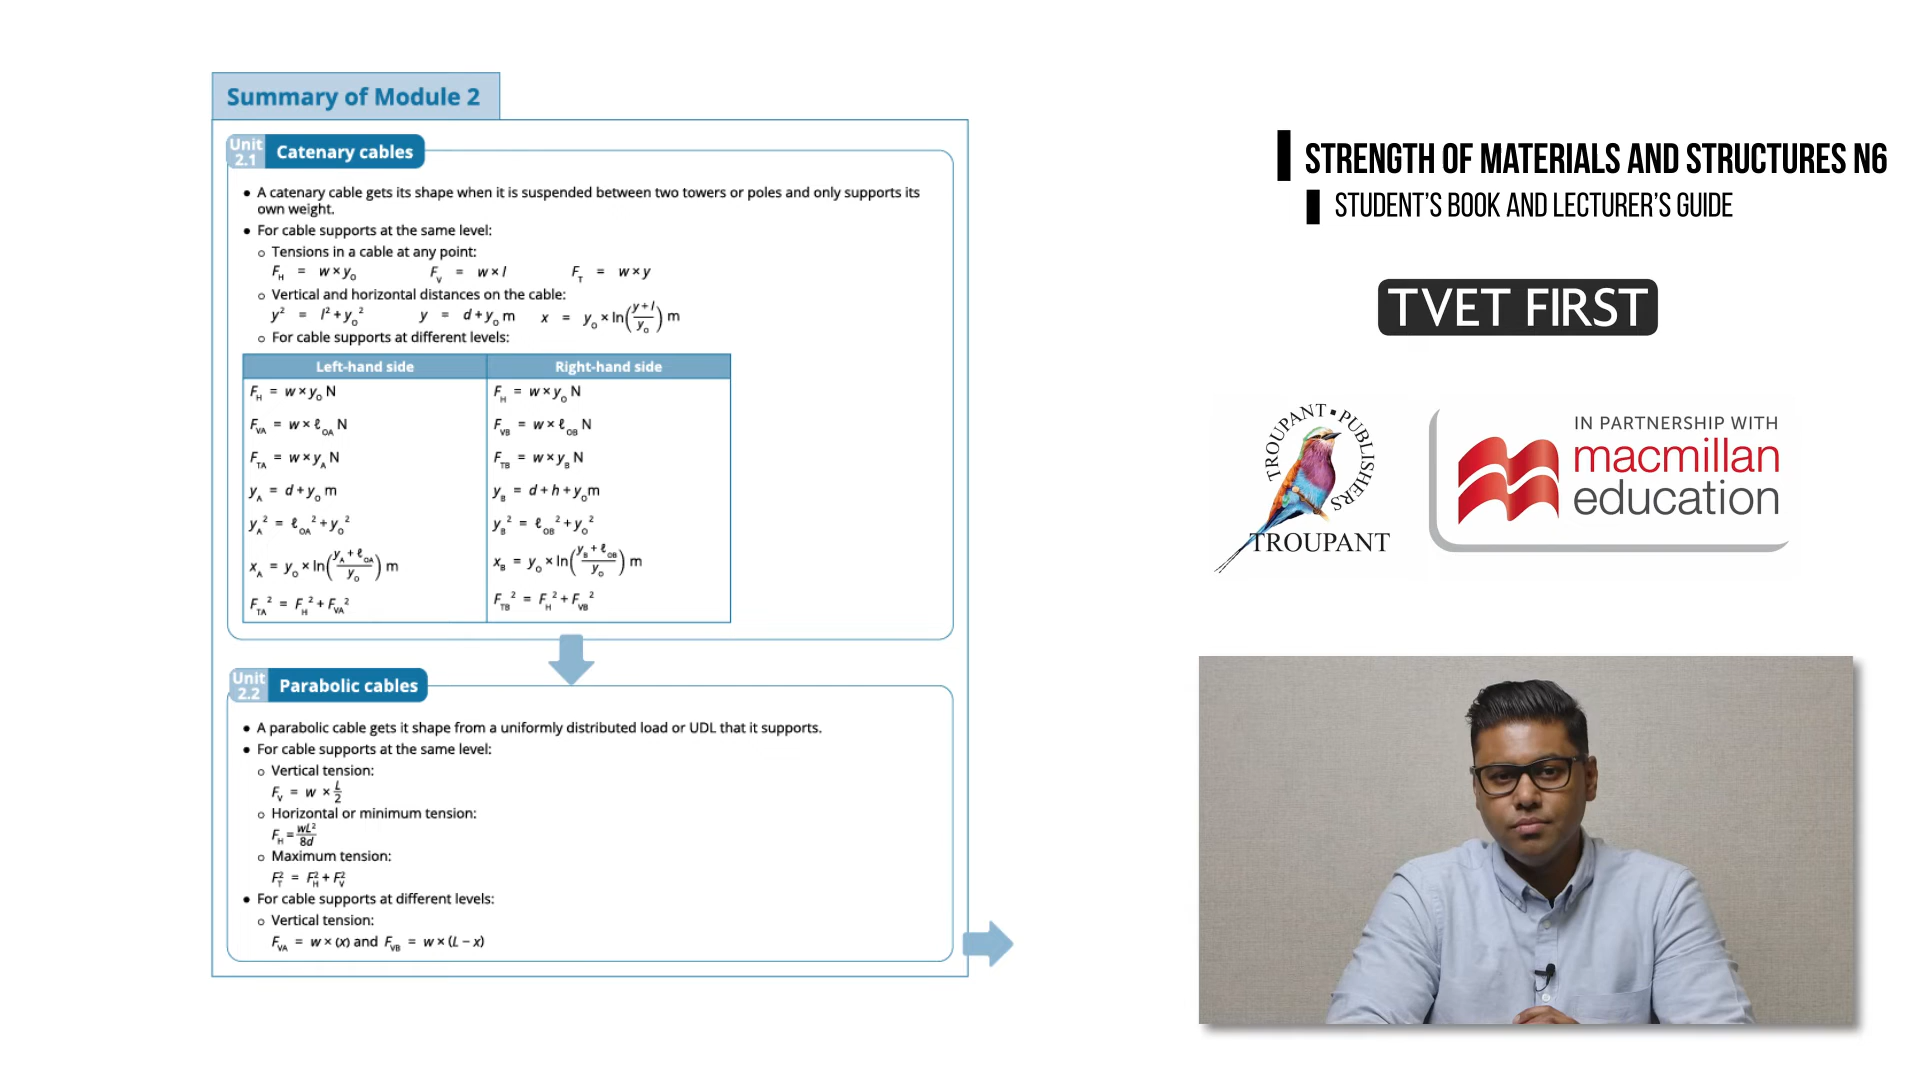 Summary of Module 2
Unit 2.1 Catenary cables
• A catenary cable gets its shape when it is suspended between two towers or poles and only supports its
own weight.
• For cable supports at the same level:
o Tensions in a cable at any point:
F_H = w × y_o F_V = w × l F_T = w × y
o Vertical and horizontal distances on the cable:
y² = l² + y_o² y = d + y_o m x = y_o × ln((y + l)/y_o) m
o For cable supports at different levels:
Left-hand side Right-hand side
F_H = w × y_o N F_H = w × y_o N
F_VA = w × ℓ_OA N F_VB = w × ℓ_OB N
F_TA = w × y_A N F_TB = w × y_B N
y_A = d + y_o m y_B = d + h + y_o m
y_A² = ℓ_OA² + y_o² y_B² = ℓ_OB² + y_o²
x_A = y_o × ln((y_A + ℓ_OA)/y_o) m x_B = y_o × ln((y_B + ℓ_OB)/y_o) m
F_TA² = F_H² + F_VA² F_TB² = F_H² + F_VB²
Unit 2.2 Parabolic cables
• A parabolic cable gets it shape from a uniformly distributed load or UDL that it supports.
• For cable supports at the same level:
o Vertical tension:
F_V = w × L/2
o Horizontal or minimum tension:
F_H = wL²/8d
o Maximum tension:
F_T² = F_H² + F_V²
• For cable supports at different levels:
o Vertical tension:
F_VA = w × (x) and F_VB = w × (L − x)
STRENGTH OF MATERIALS AND STRUCTURES N6
STUDENT'S BOOK AND LECTURER'S GUIDE
TVET FIRST
TROUPANT • PUBLISHERS
TROUPANT
IN PARTNERSHIP WITH
macmillan
education